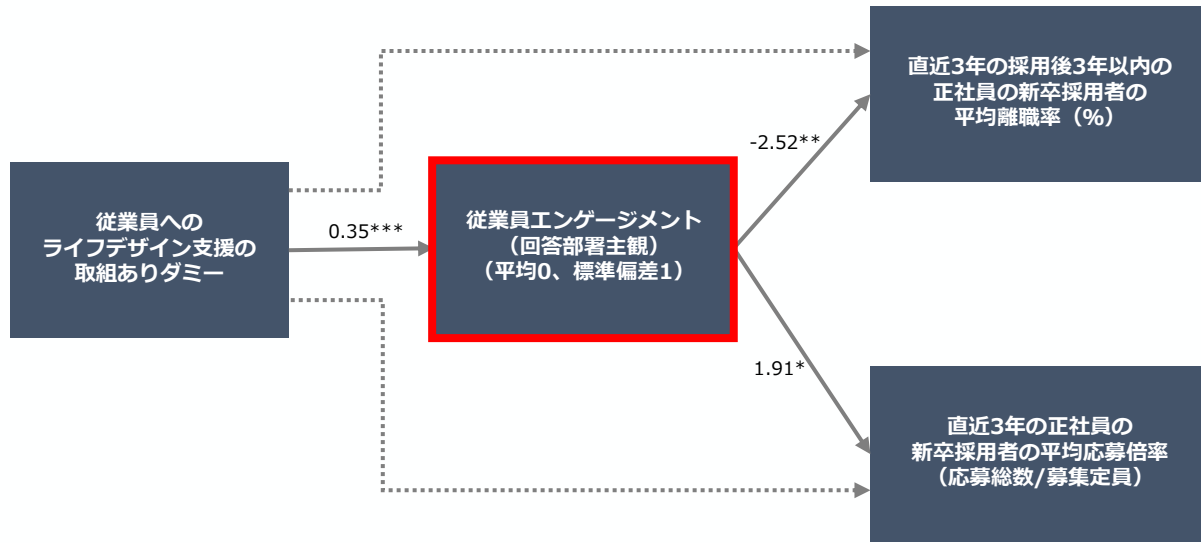 直近3年の採用後3年以内の
正社員の新卒採用者の
平均離職率（%）
-2.52**
従業員への
ライフデザイン支援の
取組ありダミー
0.35***
従業員エンゲージメント
（回答部署主観）
（平均0、標準偏差1）
1.91*
直近3年の正社員の
新卒採用者の平均応募倍率
（応募総数/募集定員）